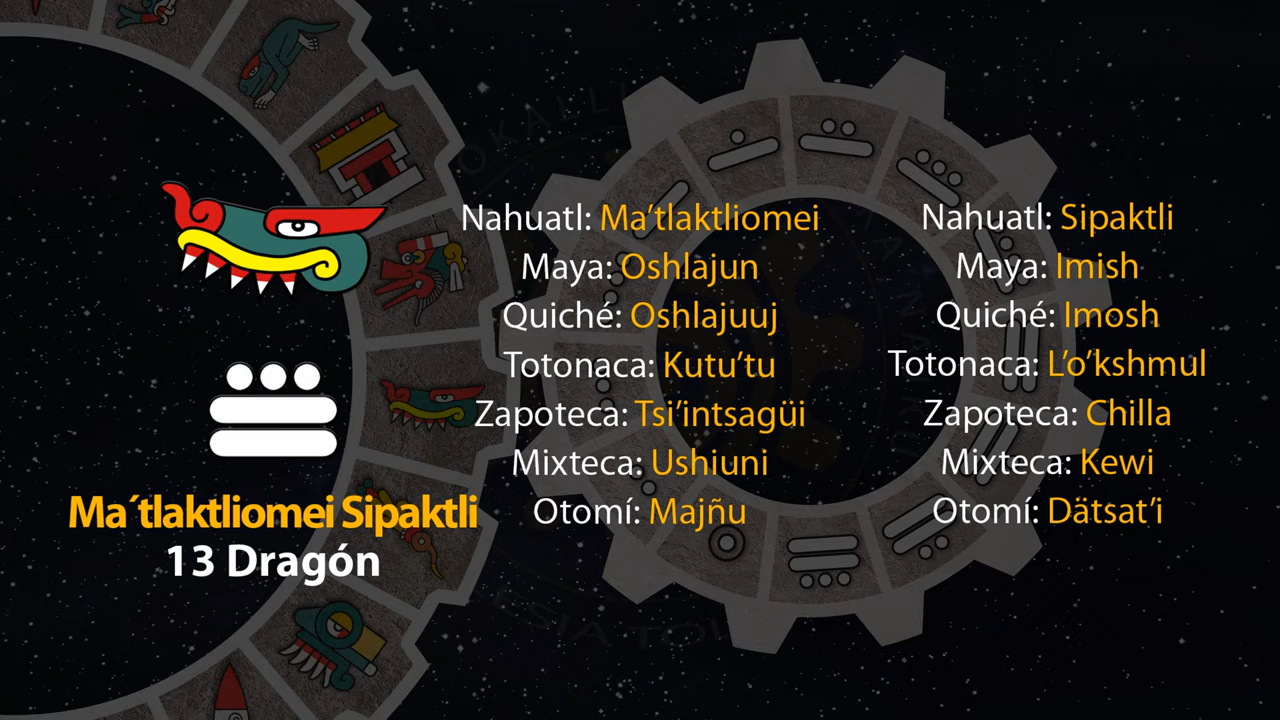 Nahuatl: Ma’tlaktliomei
Maya: Oshlajun
Quiché: Oshlajuuj
Totonaca: Kutu’tu
Zapoteca: Tsi’intsagüi
Mixteca: Ushiuni
Otomí: Majñu
Nahuatl: Sipaktli
Maya: Imish
Quiché: Imosh
Totonaca: L’o’kshmul
Zapoteca: Chilla
Mixteca: Kewi
Otomí: Dätsat’i
Ma´tlaktliomei Sipaktli
13 Dragón